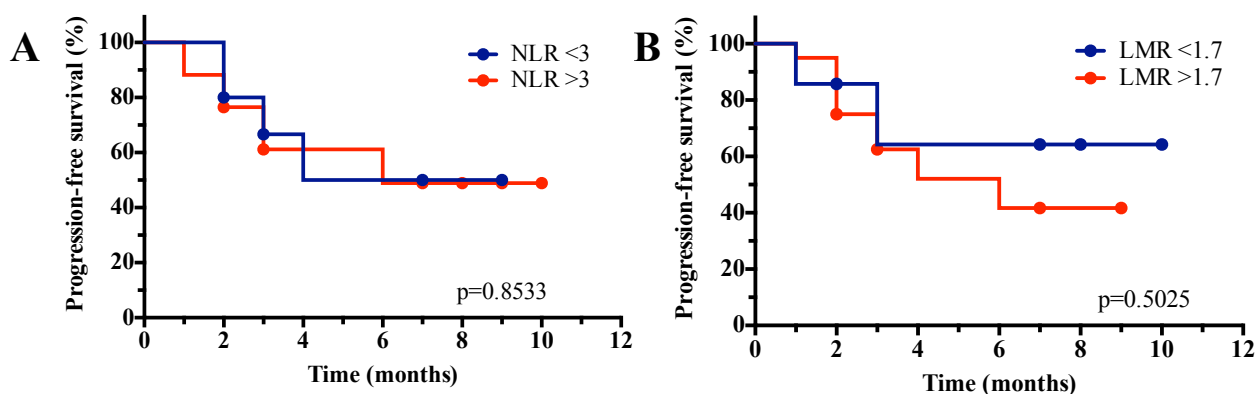 A
Progression-free survival (%)
100
80
60
40
20
0
0 2 4 6 8 10 12
Time (months)
NLR <3
NLR >3
p=0.8533
B
Progression-free survival (%)
100
80
60
40
20
0
0 2 4 6 8 10 12
Time (months)
LMR <1.7
LMR >1.7
p=0.5025